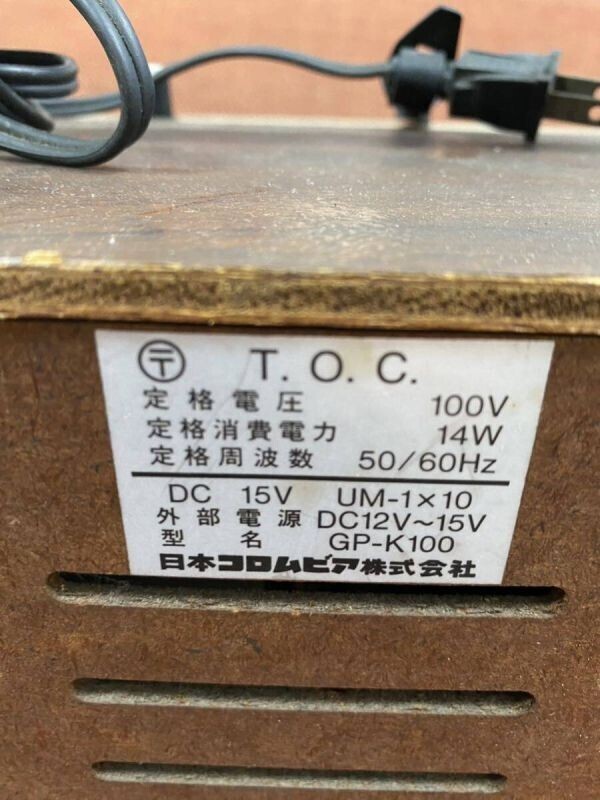 〒 T. O. C.
定格電圧 100V
定格消費電力 14W
定格周波数 50/60Hz
DC 15V UM-1×10
外部電源 DC12V~15V
型名 GP-K100
日本コロムビア株式会社